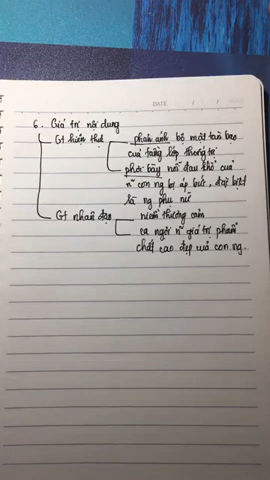 DATE
6. Giá trị nội dung
Gt hiện thực phản ánh bộ mặt tàn bạo
của tầng lớp thống trị
phơi bày nỗi đau khổ của
n~ con ng bị áp bức, đặc biệt
là ng phụ nữ
Gt nhân đạo niềm thương cảm
ca ngợi n~ giá trị phẩm
chất cao đẹp của con ng.